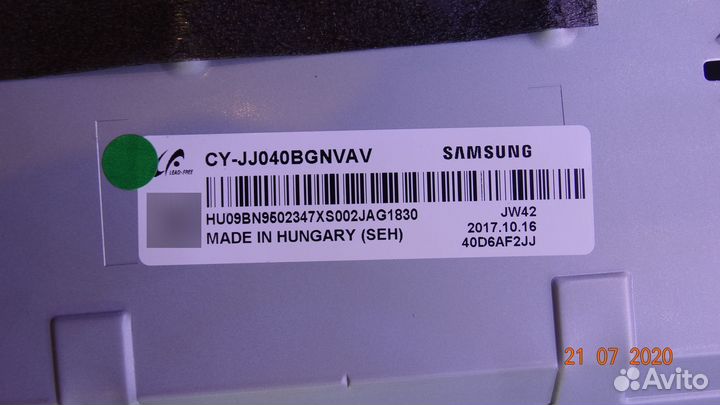 CY-JJ040BGNVAV SAMSUNG
LEAD-FREE
HU09BN9502347XS002JAG1830 JW42
MADE IN HUNGARY (SEH) 2017.10.16
40D6AF2JJ
21 07 2020
Avito